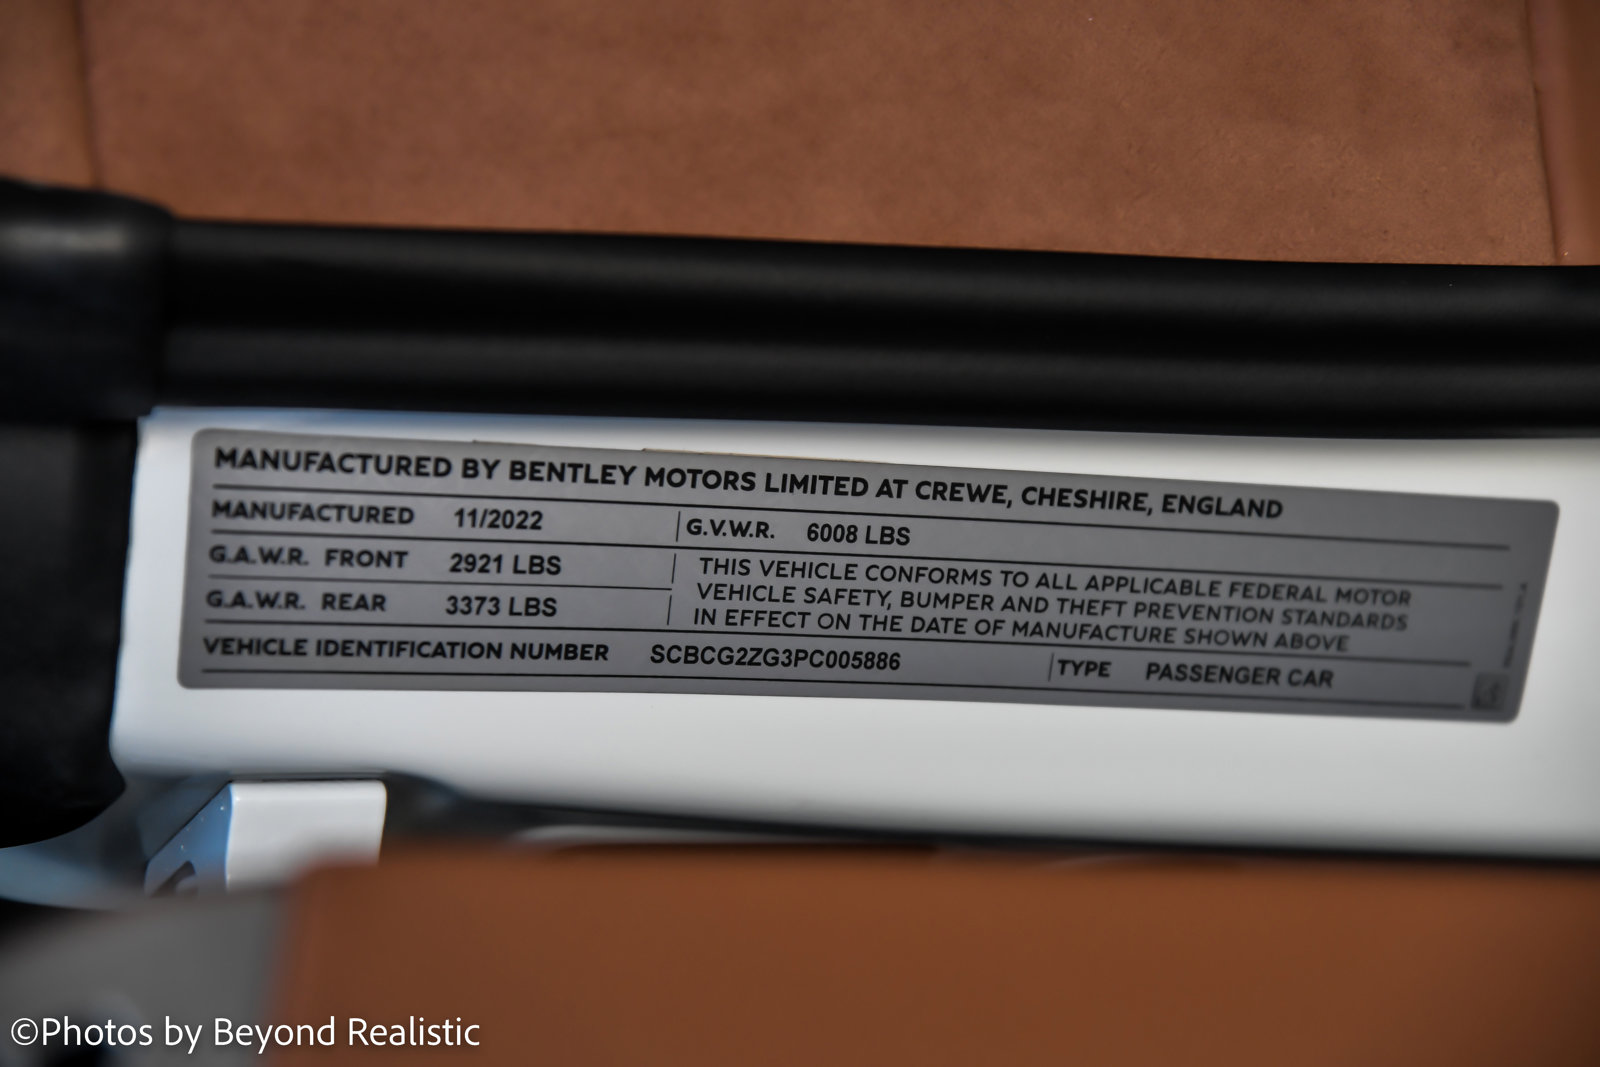 MANUFACTURED BY BENTLEY MOTORS LIMITED AT CREWE, CHESHIRE, ENGLAND
MANUFACTURED 11/2022 G.V.W.R. 6008 LBS
G.A.W.R. FRONT 2921 LBS
G.A.W.R. REAR 3373 LBS
THIS VEHICLE CONFORMS TO ALL APPLICABLE FEDERAL MOTOR
VEHICLE SAFETY, BUMPER AND THEFT PREVENTION STANDARDS
IN EFFECT ON THE DATE OF MANUFACTURE SHOWN ABOVE
VEHICLE IDENTIFICATION NUMBER SCBCG2ZG3PC005886 TYPE PASSENGER CAR
©Photos by Beyond Realistic